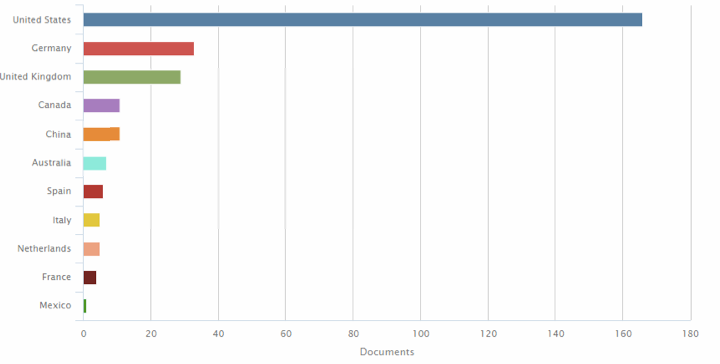 United States
Germany
United Kingdom
Canada
China
Australia
Spain
Italy
Netherlands
France
Mexico
0 20 40 60 80 100 120 140 160 180
Documents